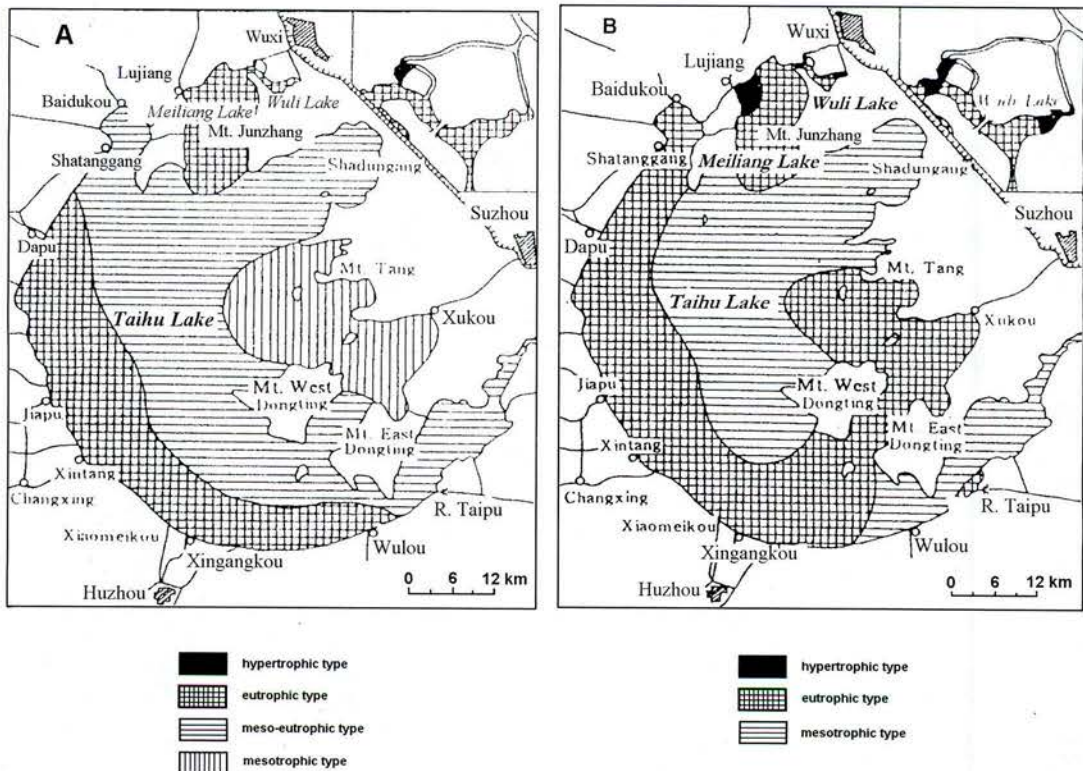 A
Wuxi
Lujiang
Baidukou
Meiliang Lake
Wuli Lake
Mt. Junzhang
Shatanggang
Shadungang
Suzhou
Dapu
Mt. Tang
Taihu Lake
Xukou
Mt. West
Dongting
Jiapu
Mt. East
Dongting
Xintang
Changxing
R. Taipu
Xiaomeikou
Wulou
Xingangkou
Huzhou
0 6 12 km
hypertrophic type
eutrophic type
meso-eutrophic type
mesotrophic type
B
Wuxi
Lujiang
Baidukou
Wuli Lake
Lake
Mt. Junzhang
Shatanggang
Meiliang Lake
Shadungang
Suzhou
Dapu
Mt. Tang
Taihu Lake
Xukou
Mt. West
Dongting
Jiapu
Mt. East
Dongting
Xintang
Changxing
R. Taipu
Xiaomeikou
Wulou
Xingangkou
Huzhou
0 6 12 km
hypertrophic type
eutrophic type
mesotrophic type